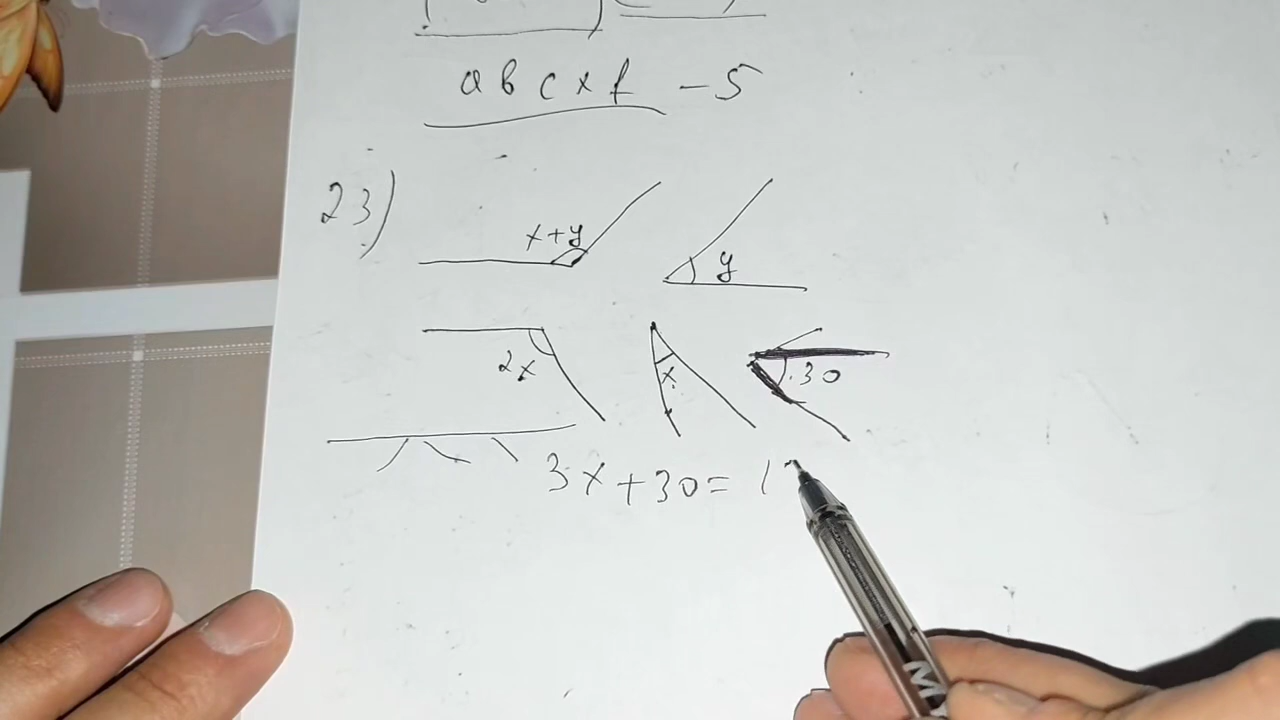 abcxf - 5
23)
x+y
y
2x
x
30
3x+30=1